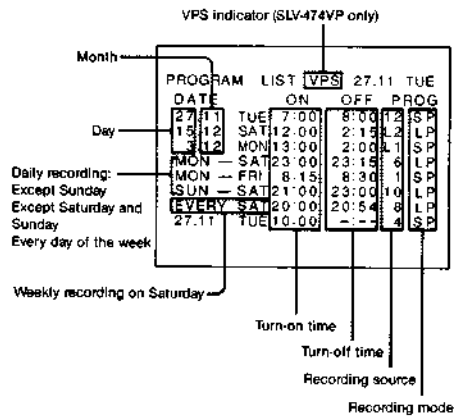 VPS indicator (SLV-474VP only)
Month
PROGRAM LIST VPS 27.11 TUE
DATE ON OFF PROG
Day
27 11 TUE 7:00 8:00 12 SP
15 12 SAT 12:00 2:15 L2 LP
3 12 MON 13:00 2:00 L1 SP
MON – SAT 23:00 23:15 6 LP
MON – FRI 8:15 8:30 1 SP
SUN – SAT 21:00 23:00 10 LP
EVERY SAT 20:00 20:54 8 LP
27.11 TUE 10:00 --:-- 4 SP
Daily recording:
Except Sunday
Except Saturday and
Sunday
Every day of the week
Weekly recording on Saturday
Turn-on time
Turn-off time
Recording source
Recording mode